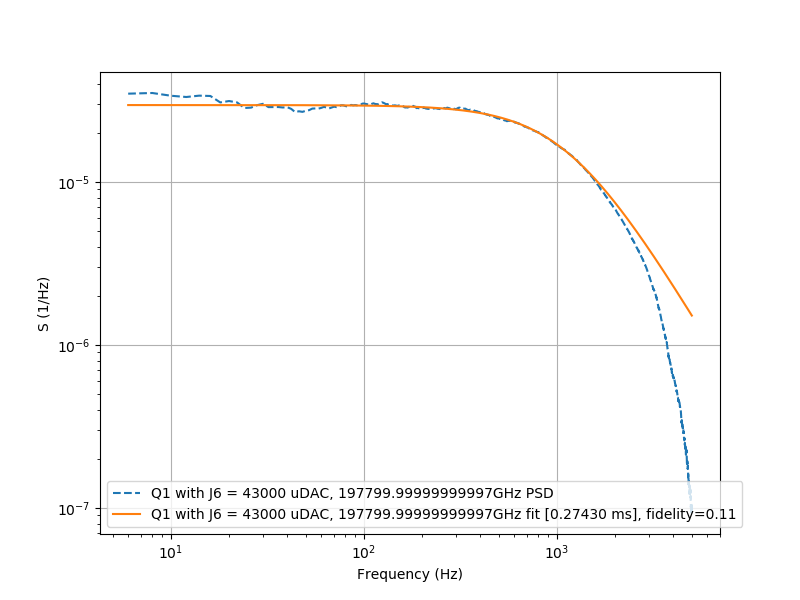 10⁻⁵
10⁻⁶
10⁻⁷
S (1/Hz)
Q1 with J6 = 43000 uDAC, 197799.99999999997GHz PSD
Q1 with J6 = 43000 uDAC, 197799.99999999997GHz fit [0.27430 ms], fidelity=0.11
10¹ 10² 10³
Frequency (Hz)